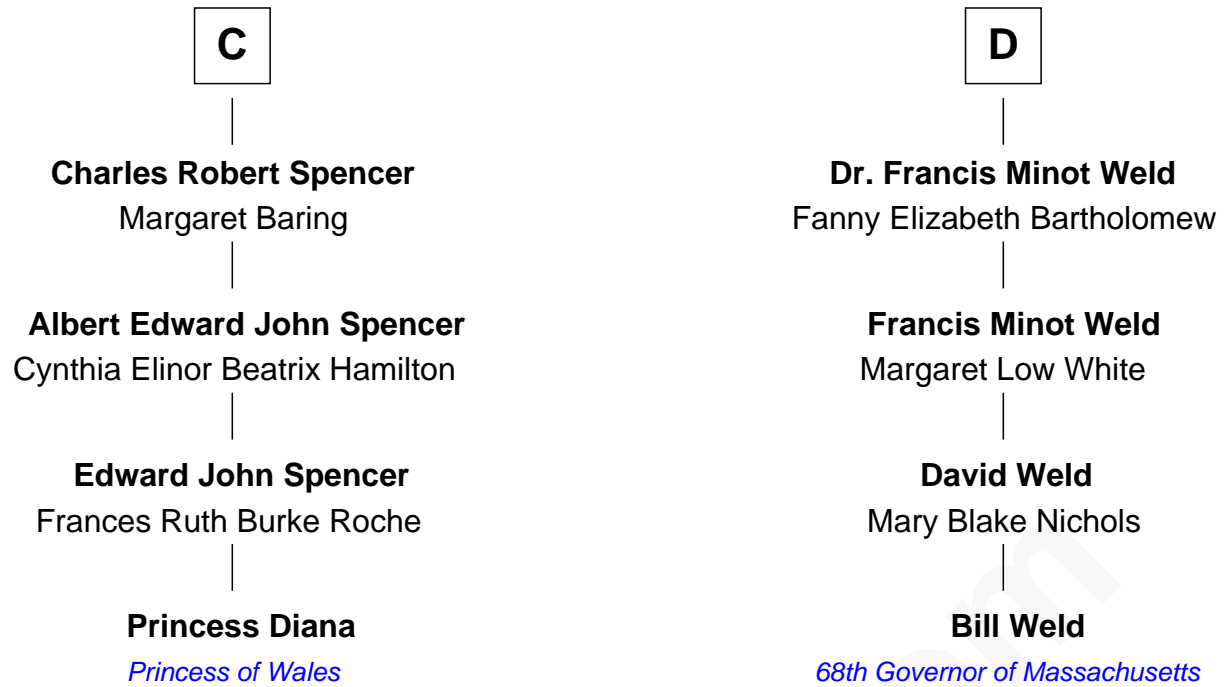 C
Charles Robert Spencer
Margaret Baring
Albert Edward John Spencer
Cynthia Elinor Beatrix Hamilton
Edward John Spencer
Frances Ruth Burke Roche
Princess Diana
Princess of Wales
D
Dr. Francis Minot Weld
Fanny Elizabeth Bartholomew
Francis Minot Weld
Margaret Low White
David Weld
Mary Blake Nichols
Bill Weld
68th Governor of Massachusetts